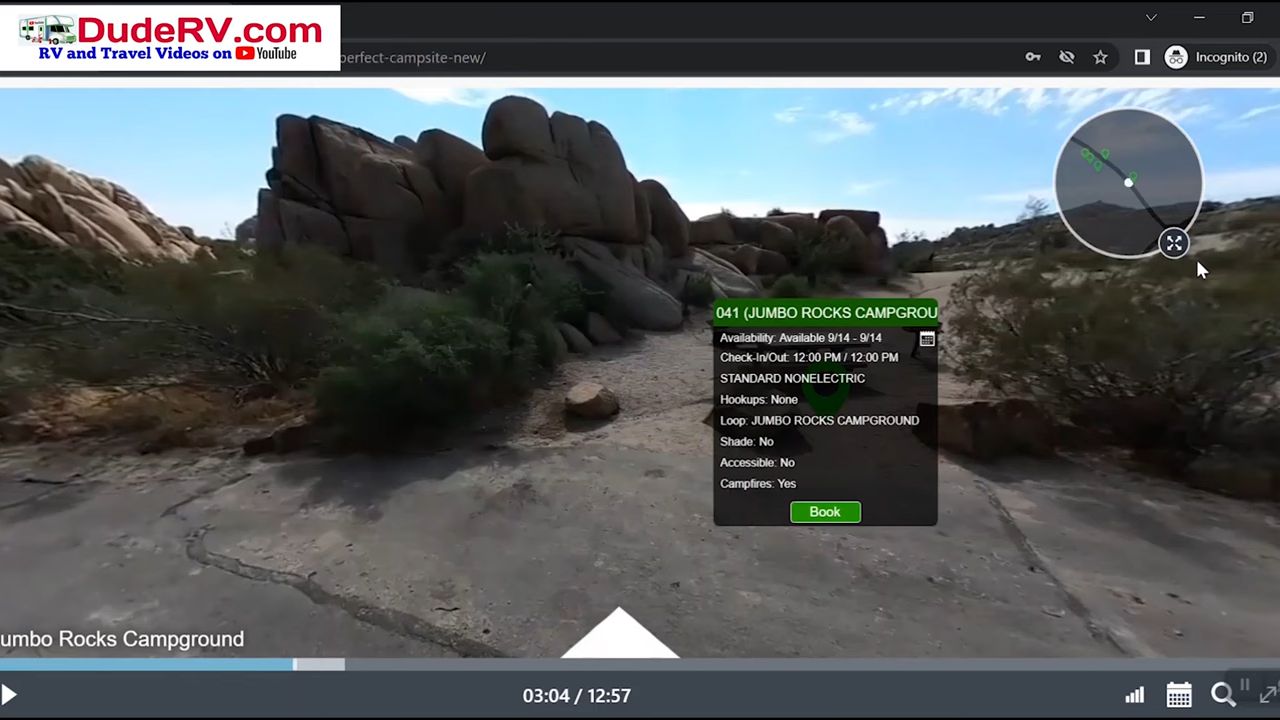 DudeRV.com
RV and Travel Videos on YouTube
perfect-campsite-new/
Incognito (2)
041 (JUMBO ROCKS CAMPGROU
Availability: Available 9/14 - 9/14
Check-In/Out: 12:00 PM / 12:00 PM
STANDARD NONELECTRIC
Hookups: None
Loop: JUMBO ROCKS CAMPGROUND
Shade: No
Accessible: No
Campfires: Yes
Book
umbo Rocks Campground
03:04 / 12:57